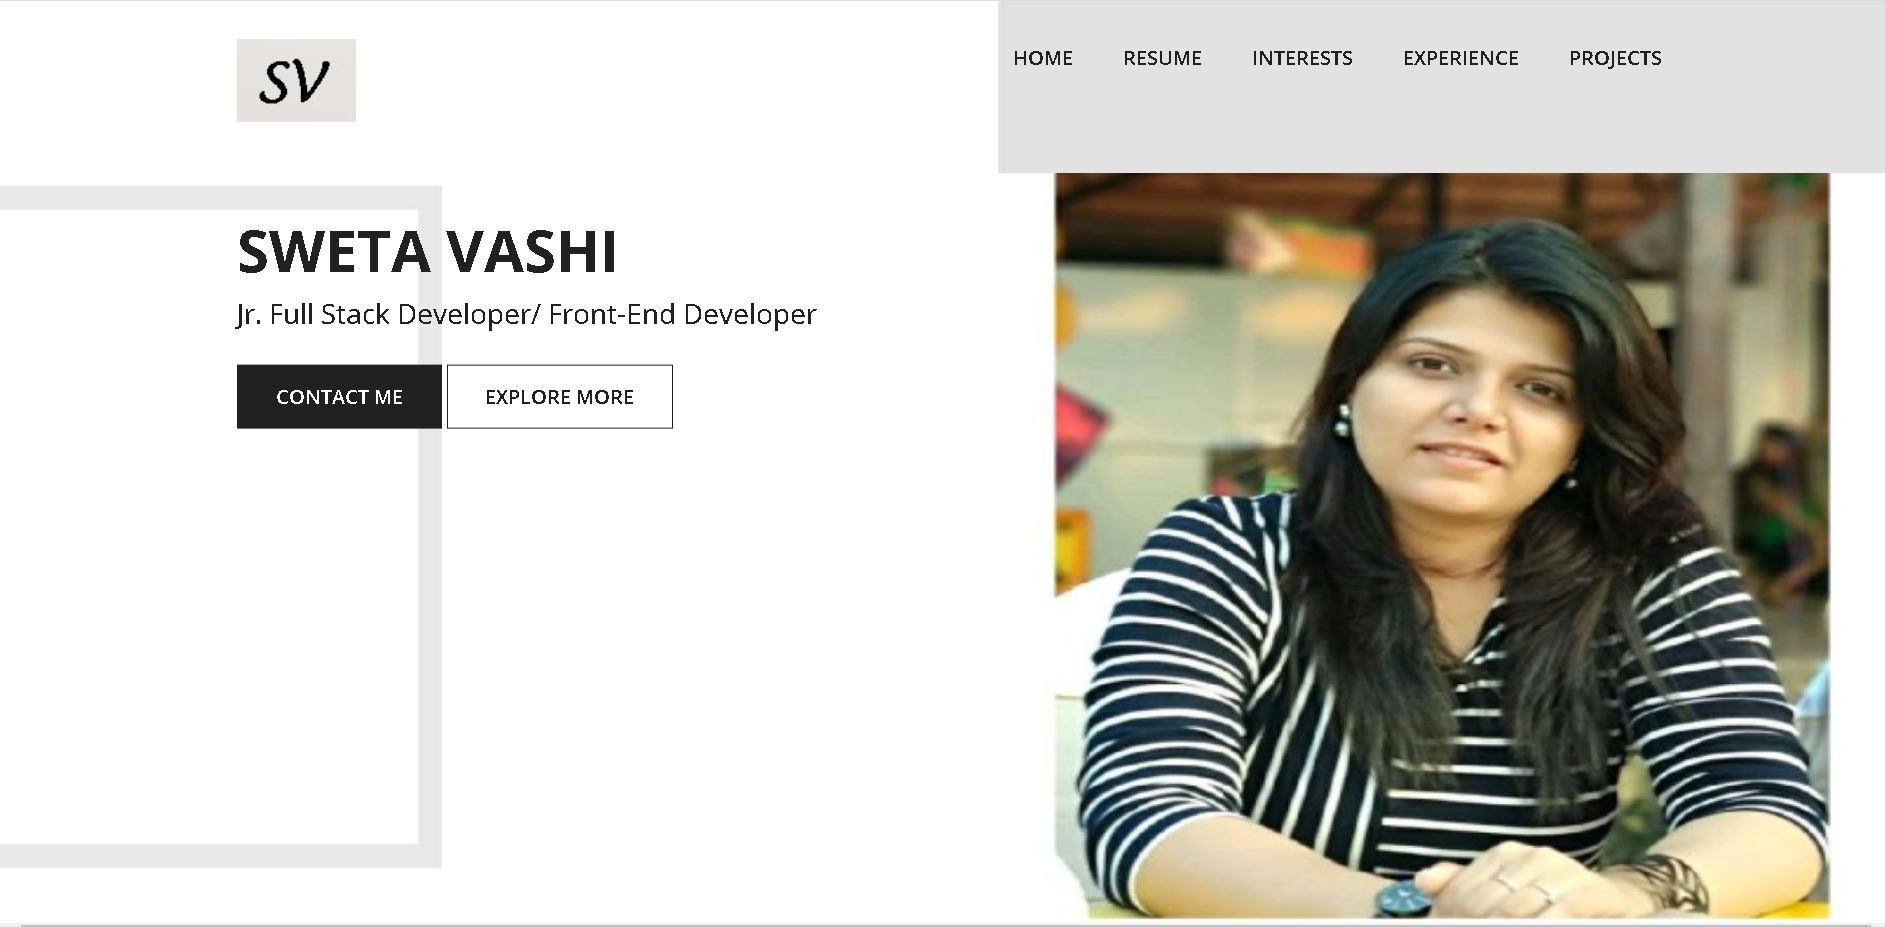 SV
HOME RESUME INTERESTS EXPERIENCE PROJECTS
SWETA VASHI
Jr. Full Stack Developer/ Front-End Developer
CONTACT ME EXPLORE MORE